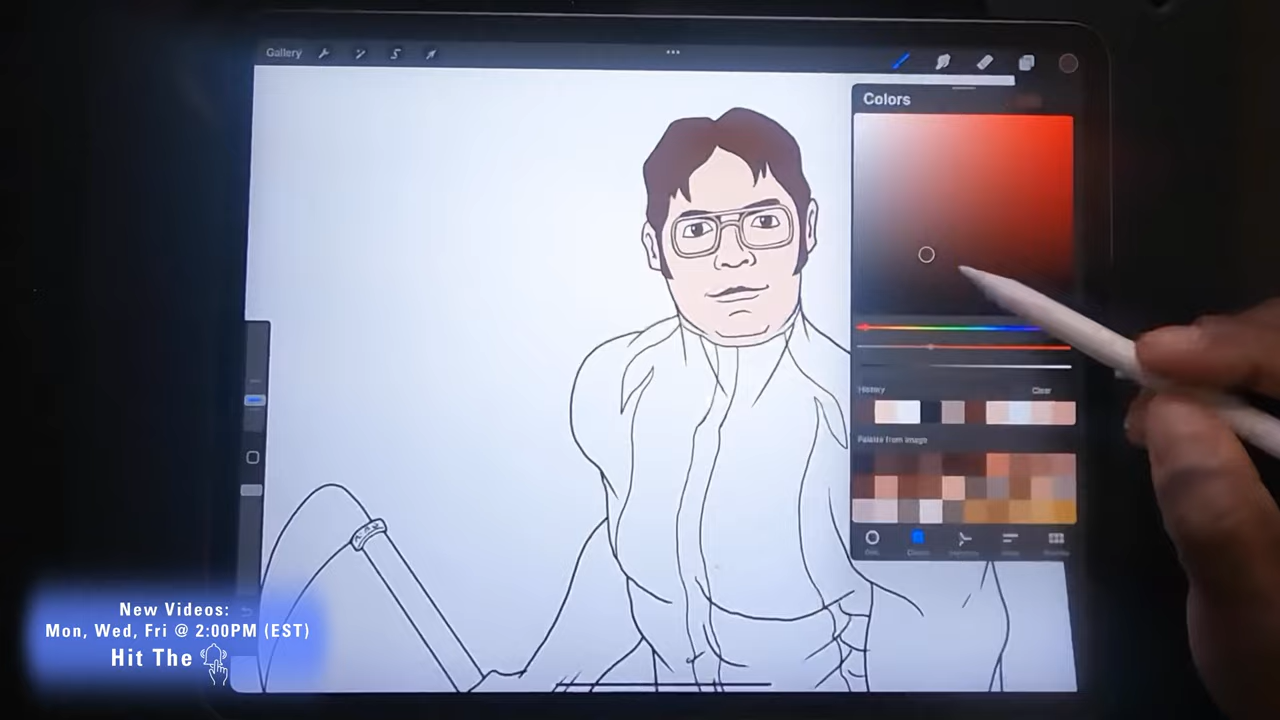 Gallery
Colors
History
Clear
Palette from image
New Videos:
Mon, Wed, Fri @ 2:00PM (EST)
Hit The